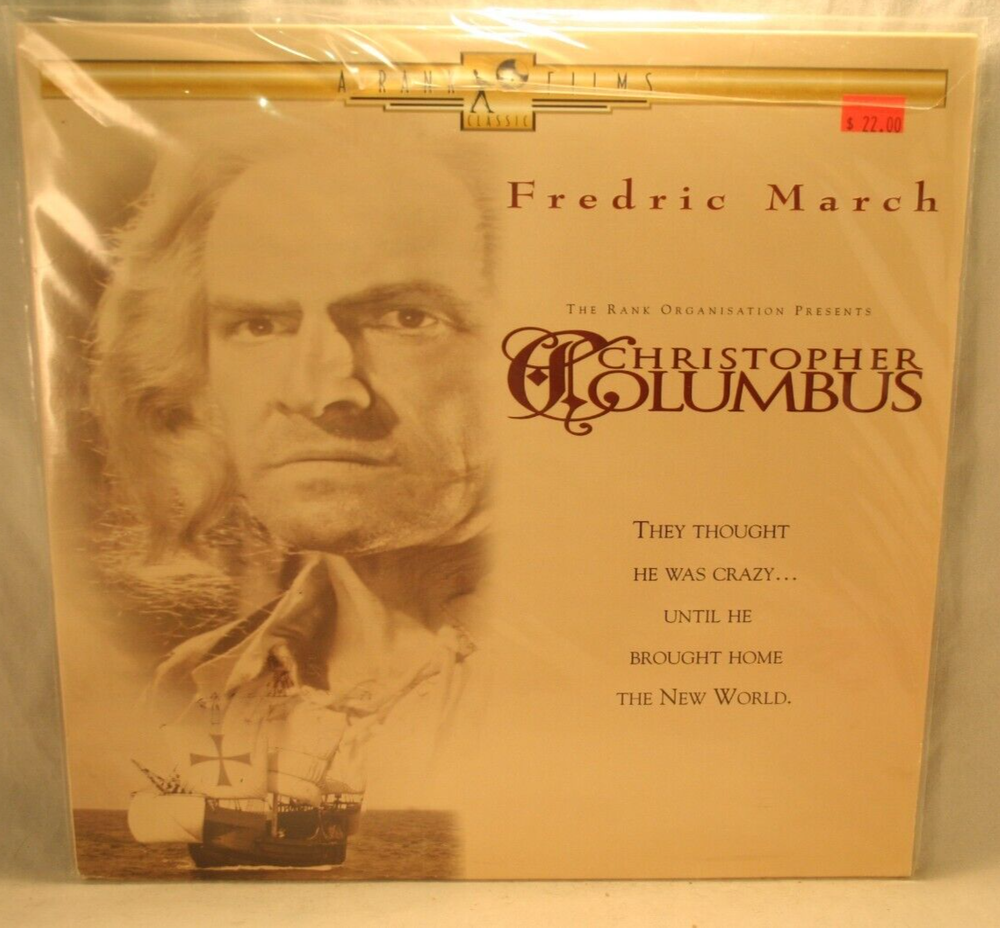 A RANK FILMS
CLASSIC
$ 22.00
Fredric March
The Rank Organisation Presents
CHRISTOPHER
COLUMBUS
They thought
he was crazy...
until he
brought home
the New World.